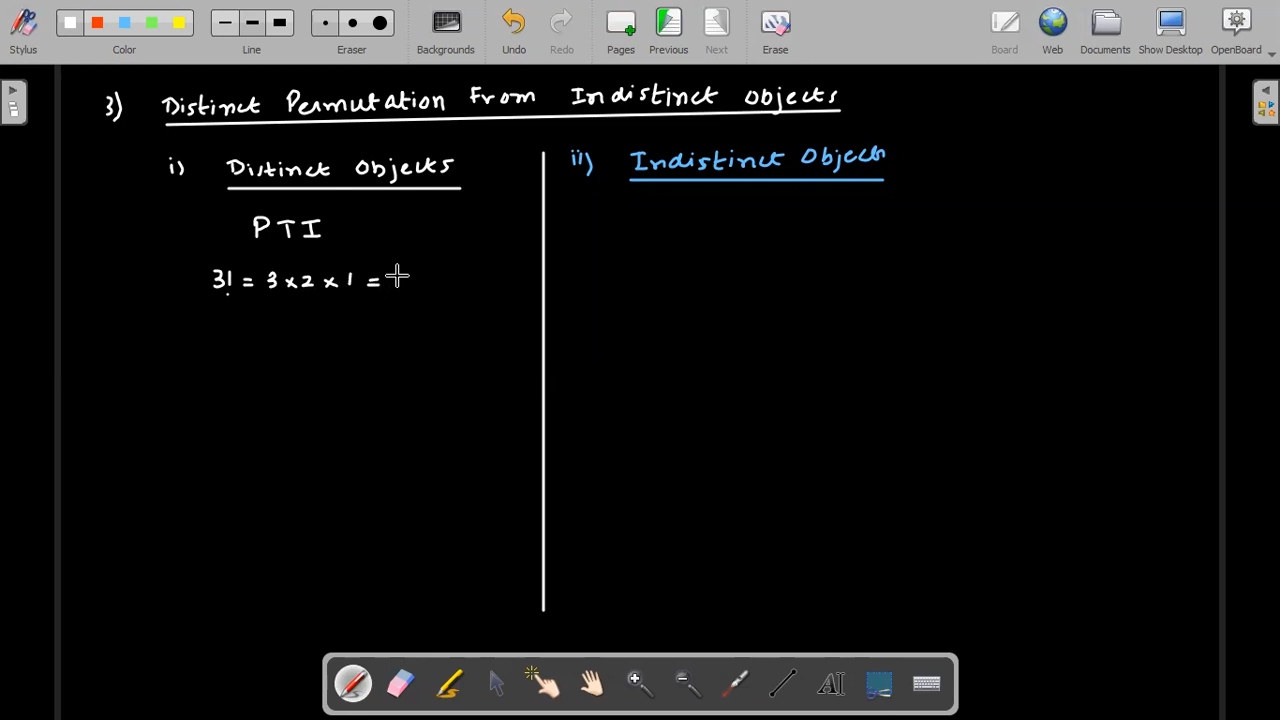 Stylus
Color
Line
Eraser
Backgrounds
Undo
Redo
Pages
Previous
Next
Erase
Board
Web
Documents
Show Desktop
OpenBoard
3) Distinct Permutation From Indistinct Objects
i) Distinct Objects
PTI
3! = 3 × 2 × 1 =
ii) Indistinct Objects
AI